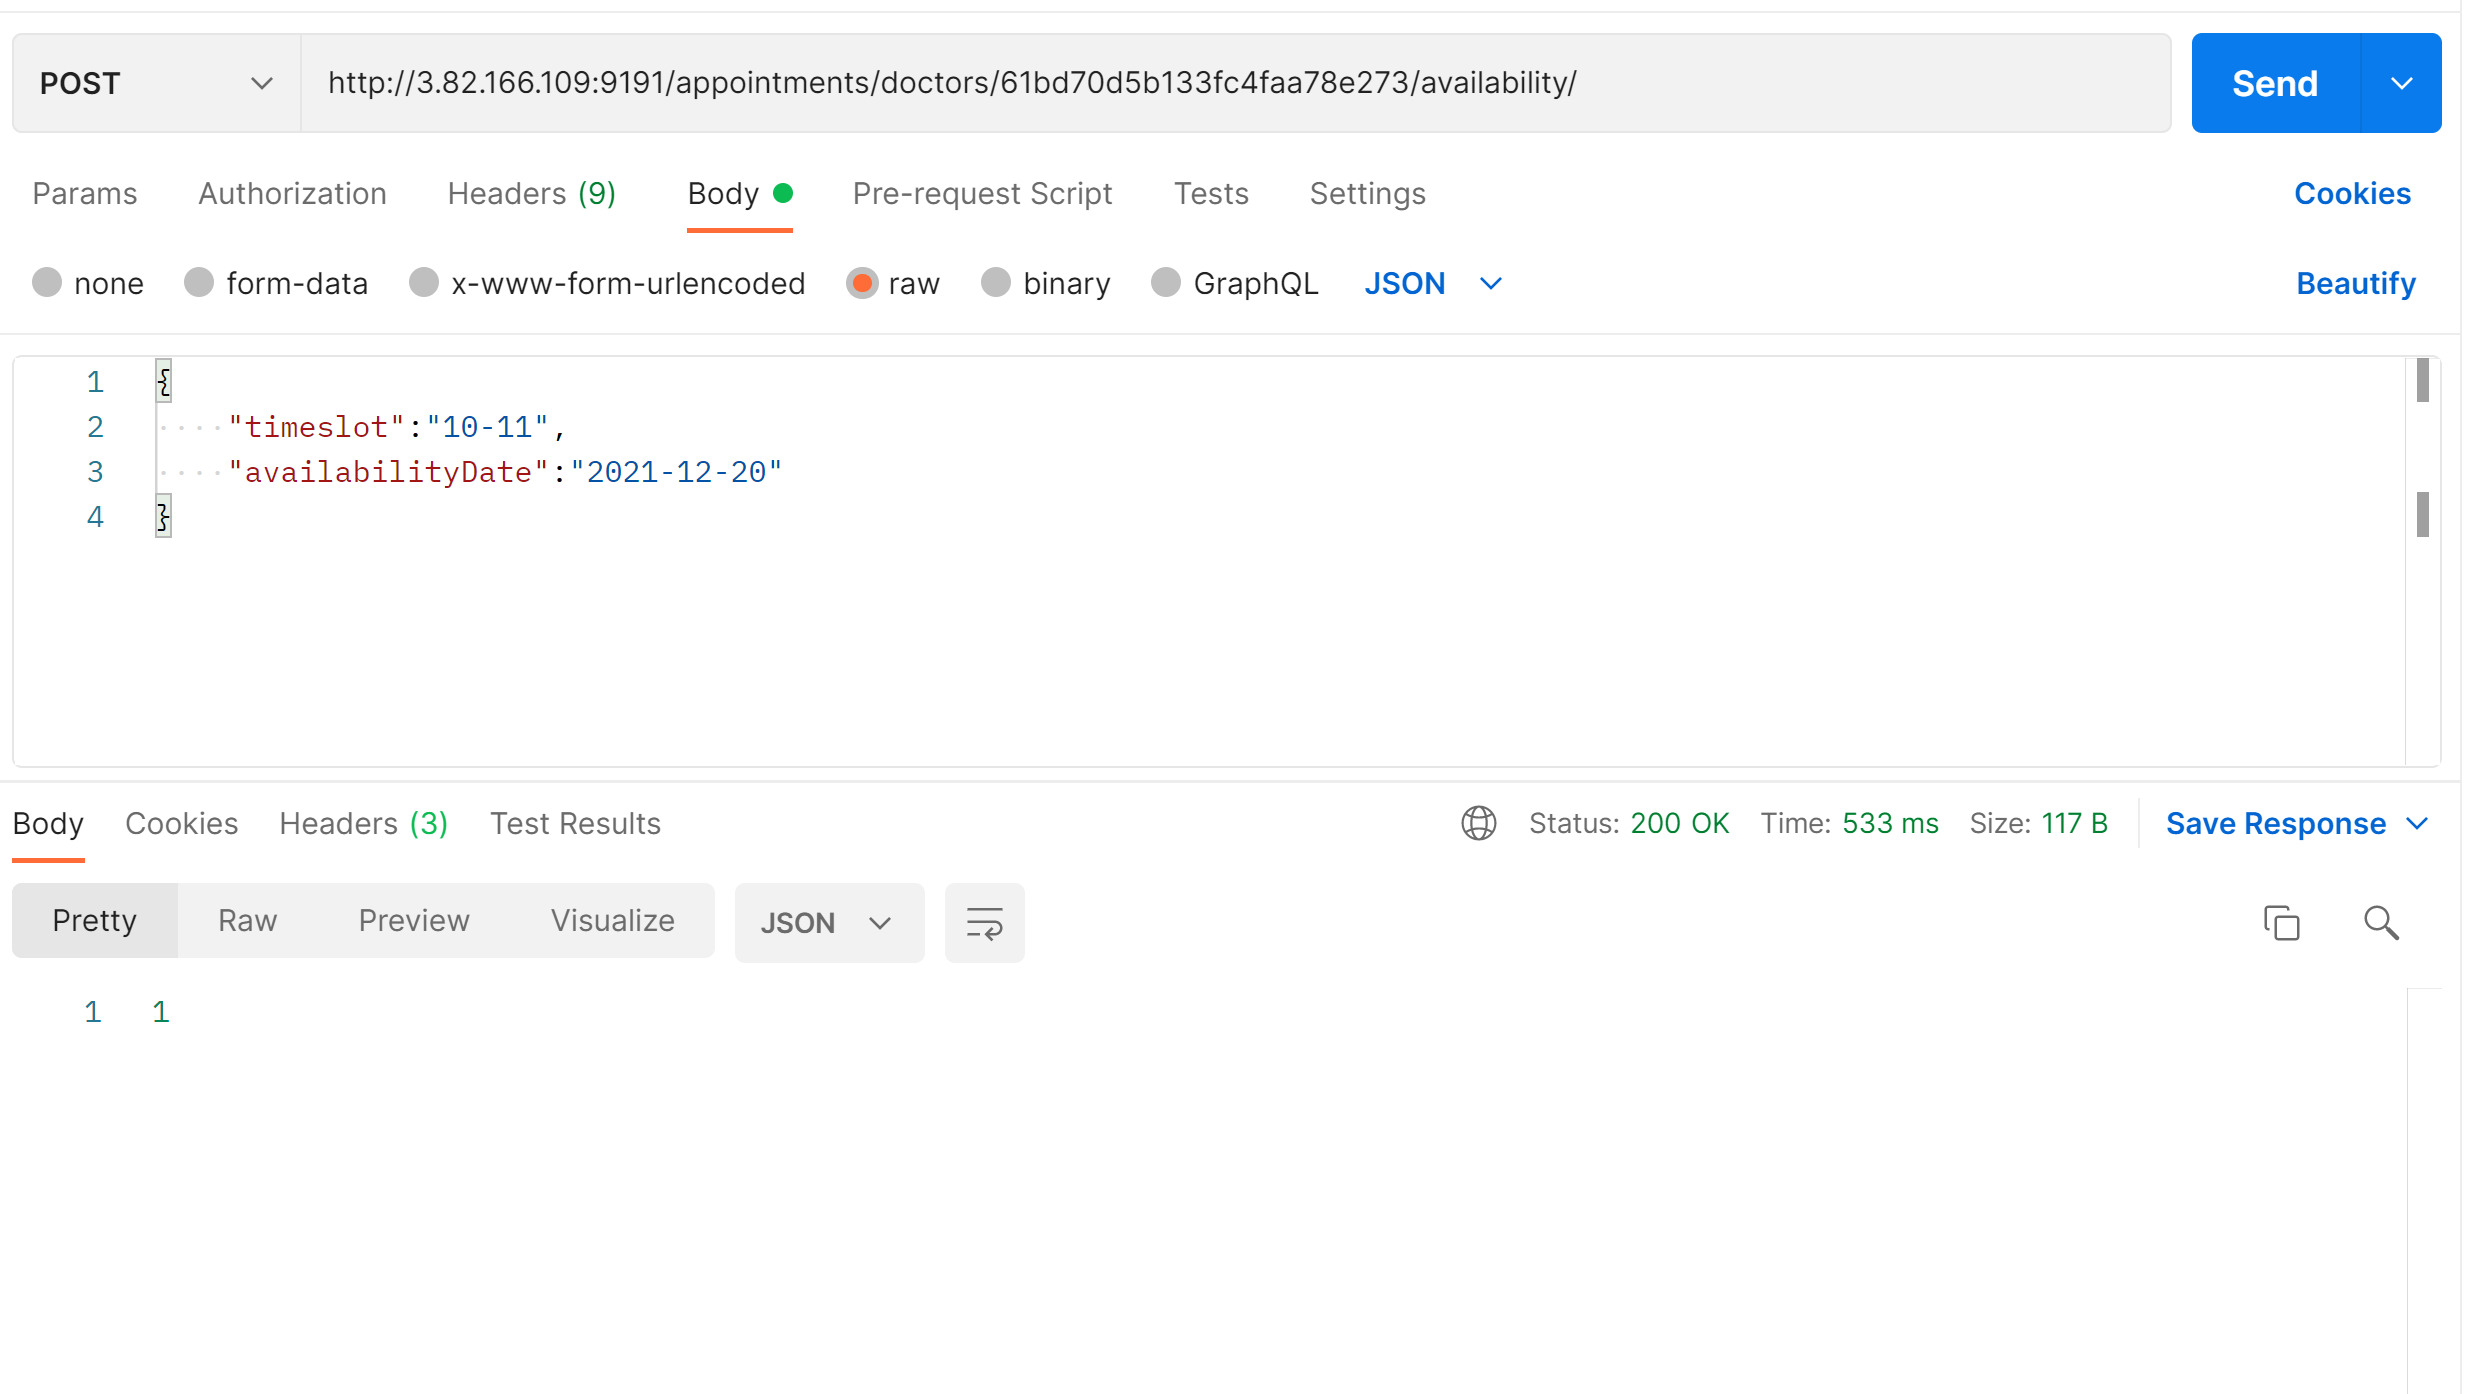 POST http://3.82.166.109:9191/appointments/doctors/61bd70d5b133fc4faa78e273/availability/ Send
Params Authorization Headers (9) Body Pre-request Script Tests Settings Cookies
none form-data x-www-form-urlencoded raw binary GraphQL JSON Beautify
1 {
2 "timeslot":"10-11",
3 "availabilityDate":"2021-12-20"
4 }
Body Cookies Headers (3) Test Results Status: 200 OK Time: 533 ms Size: 117 B Save Response
Pretty Raw Preview Visualize JSON
1 1